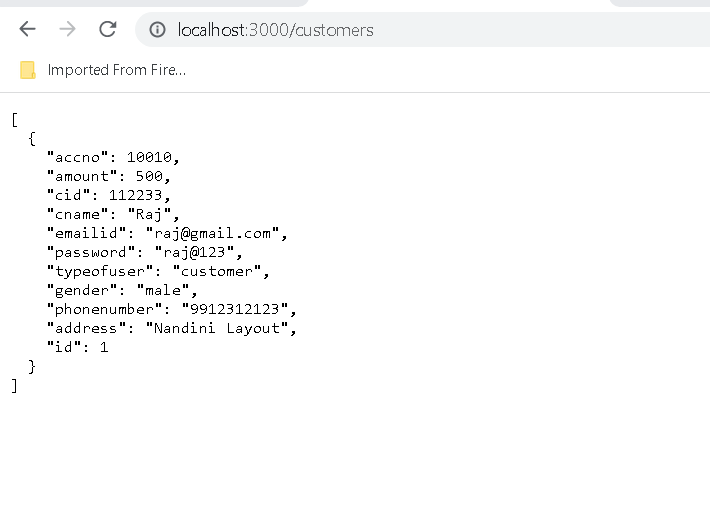 localhost:3000/customers
Imported From Fire...
[
{
"accno": 10010,
"amount": 500,
"cid": 112233,
"cname": "Raj",
"emailid": "raj@gmail.com",
"password": "raj@123",
"typeofuser": "customer",
"gender": "male",
"phonenumber": "9912312123",
"address": "Nandini Layout",
"id": 1
}
]